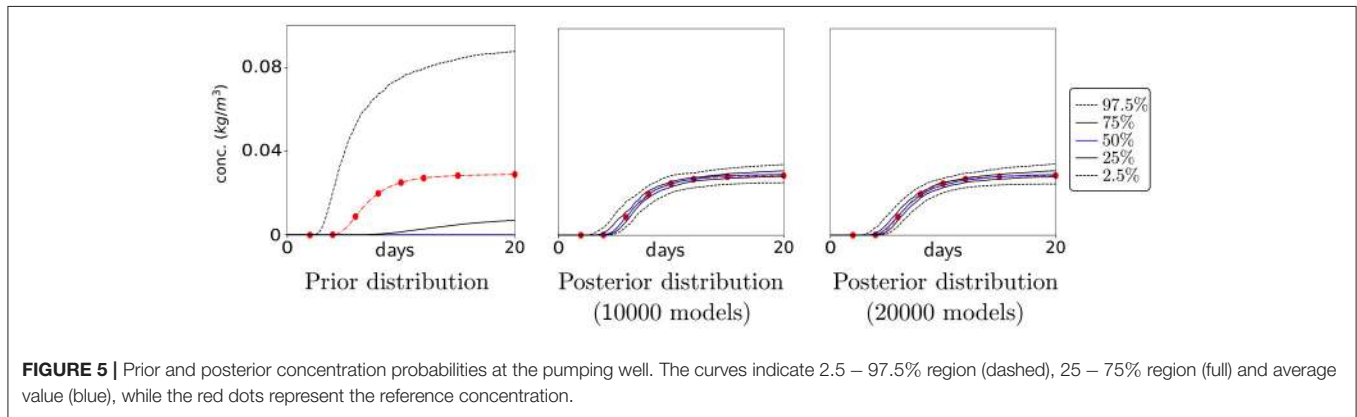 0.08
0.04
0
conc. (kg/m³)
0
days
20
Prior distribution
0
days
20
Posterior distribution
(10000 models)
0
days
20
Posterior distribution
(20000 models)
97.5%
75%
50%
25%
2.5%
FIGURE 5 | Prior and posterior concentration probabilities at the pumping well. The curves indicate 2.5 – 97.5% region (dashed), 25 – 75% region (full) and average
value (blue), while the red dots represent the reference concentration.